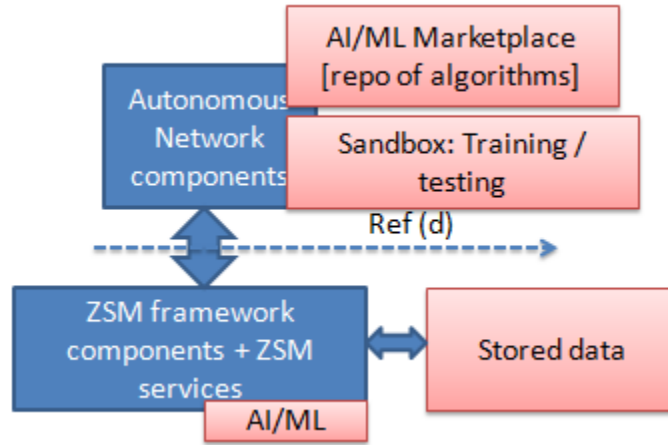 AI/ML Marketplace
[repo of algorithms]
Autonomous
Network
components
Sandbox: Training /
testing
Ref (d)
ZSM framework
components + ZSM
services
Stored data
AI/ML